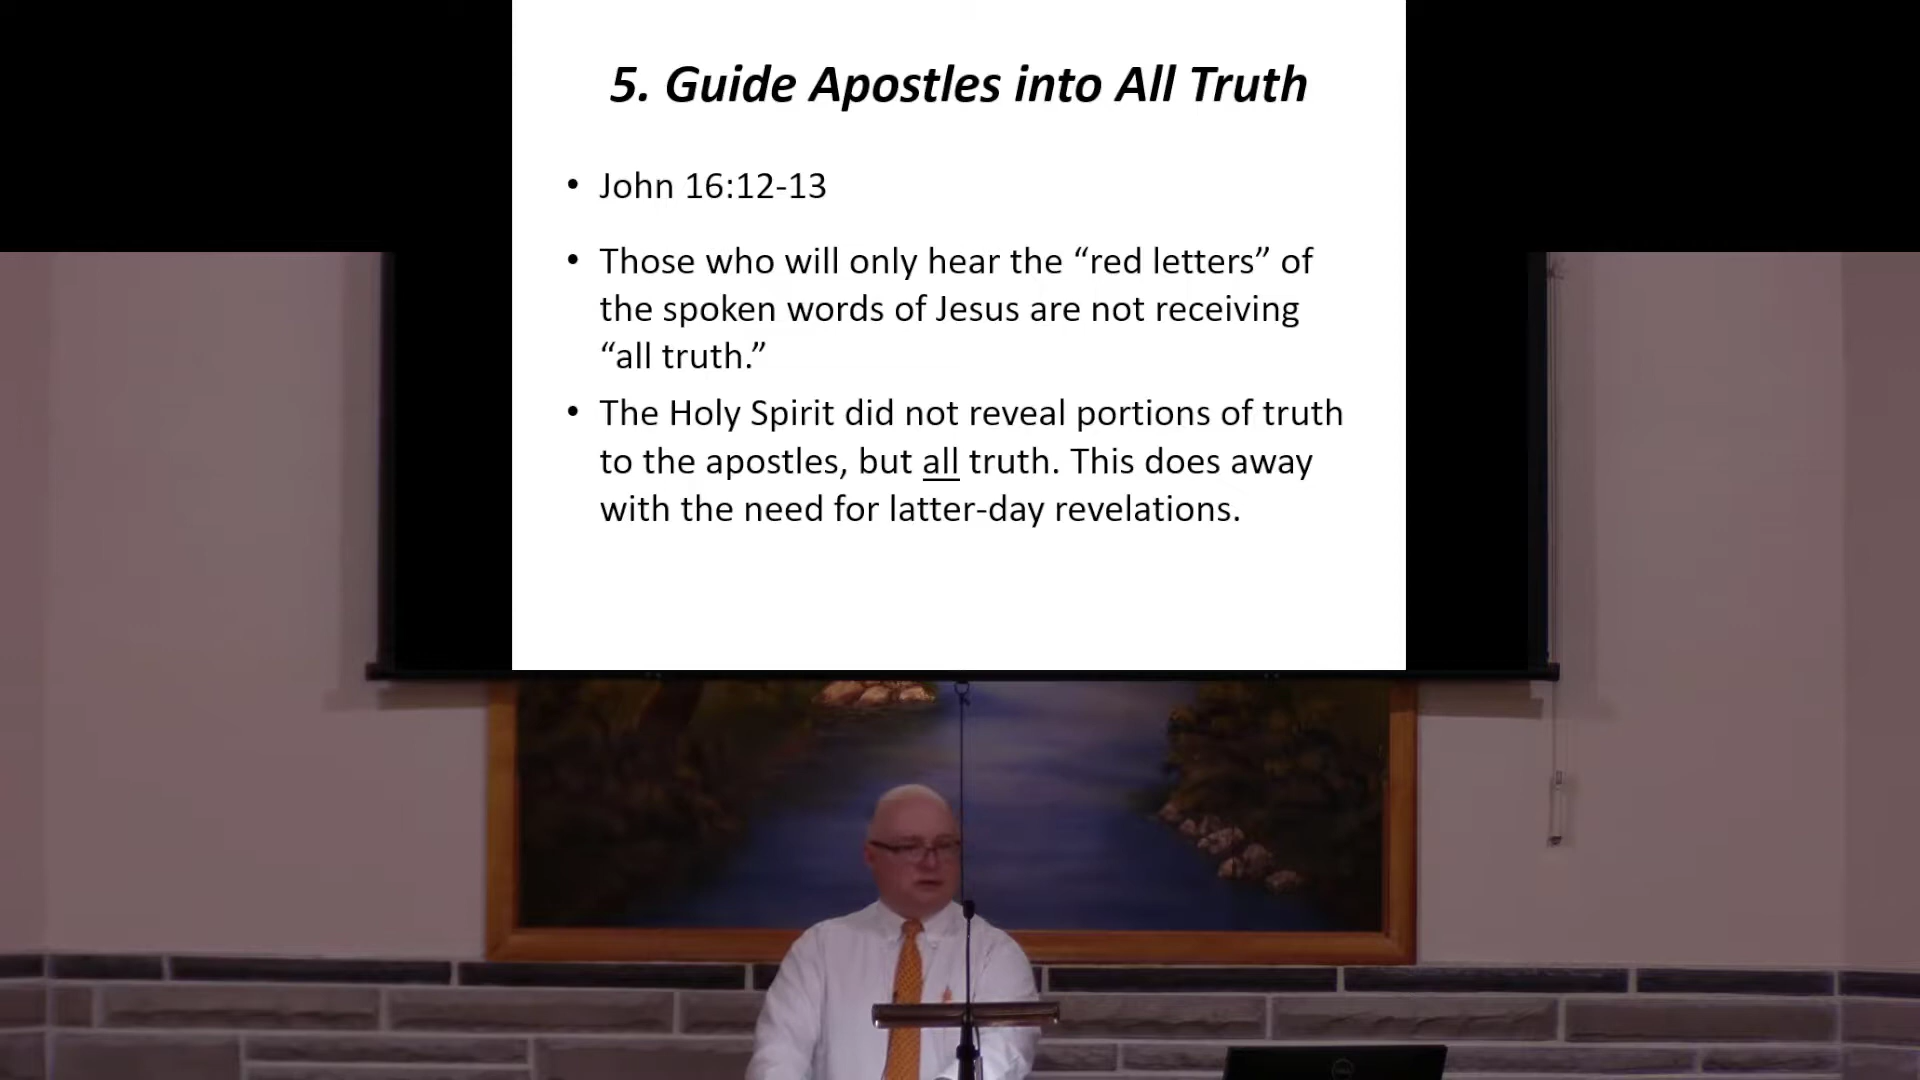 5. Guide Apostles into All Truth
• John 16:12-13
• Those who will only hear the “red letters” of
the spoken words of Jesus are not receiving
“all truth.”
• The Holy Spirit did not reveal portions of truth
to the apostles, but all truth. This does away
with the need for latter-day revelations.